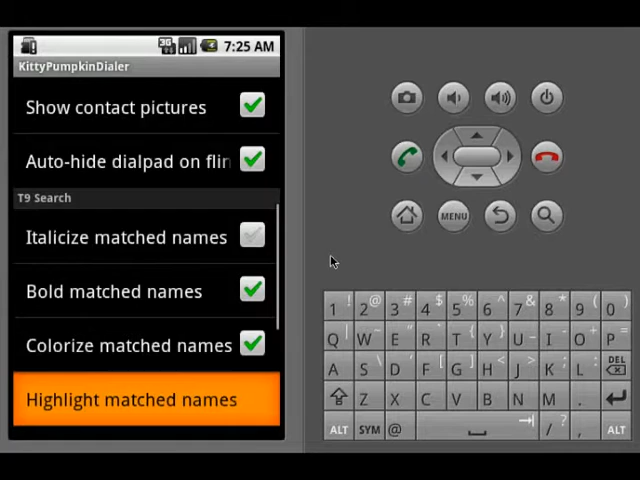 3G
7:25 AM
KittyPumpkinDialer
Show contact pictures
Auto-hide dialpad on flin
T9 Search
Italicize matched names
Bold matched names
Colorize matched names
Highlight matched names
MENU
1 ! 2 @ 3 # 4 $ 5 % 6 ^ 7 & 8 * 9 ( 0 )
Q | W ~ E " R ` T { Y } U _ I - O + P =
A S \ D ' F [ G ] H < J > K ; L : DEL
Z X C V B N M .
ALT SYM @ / ? , ALT